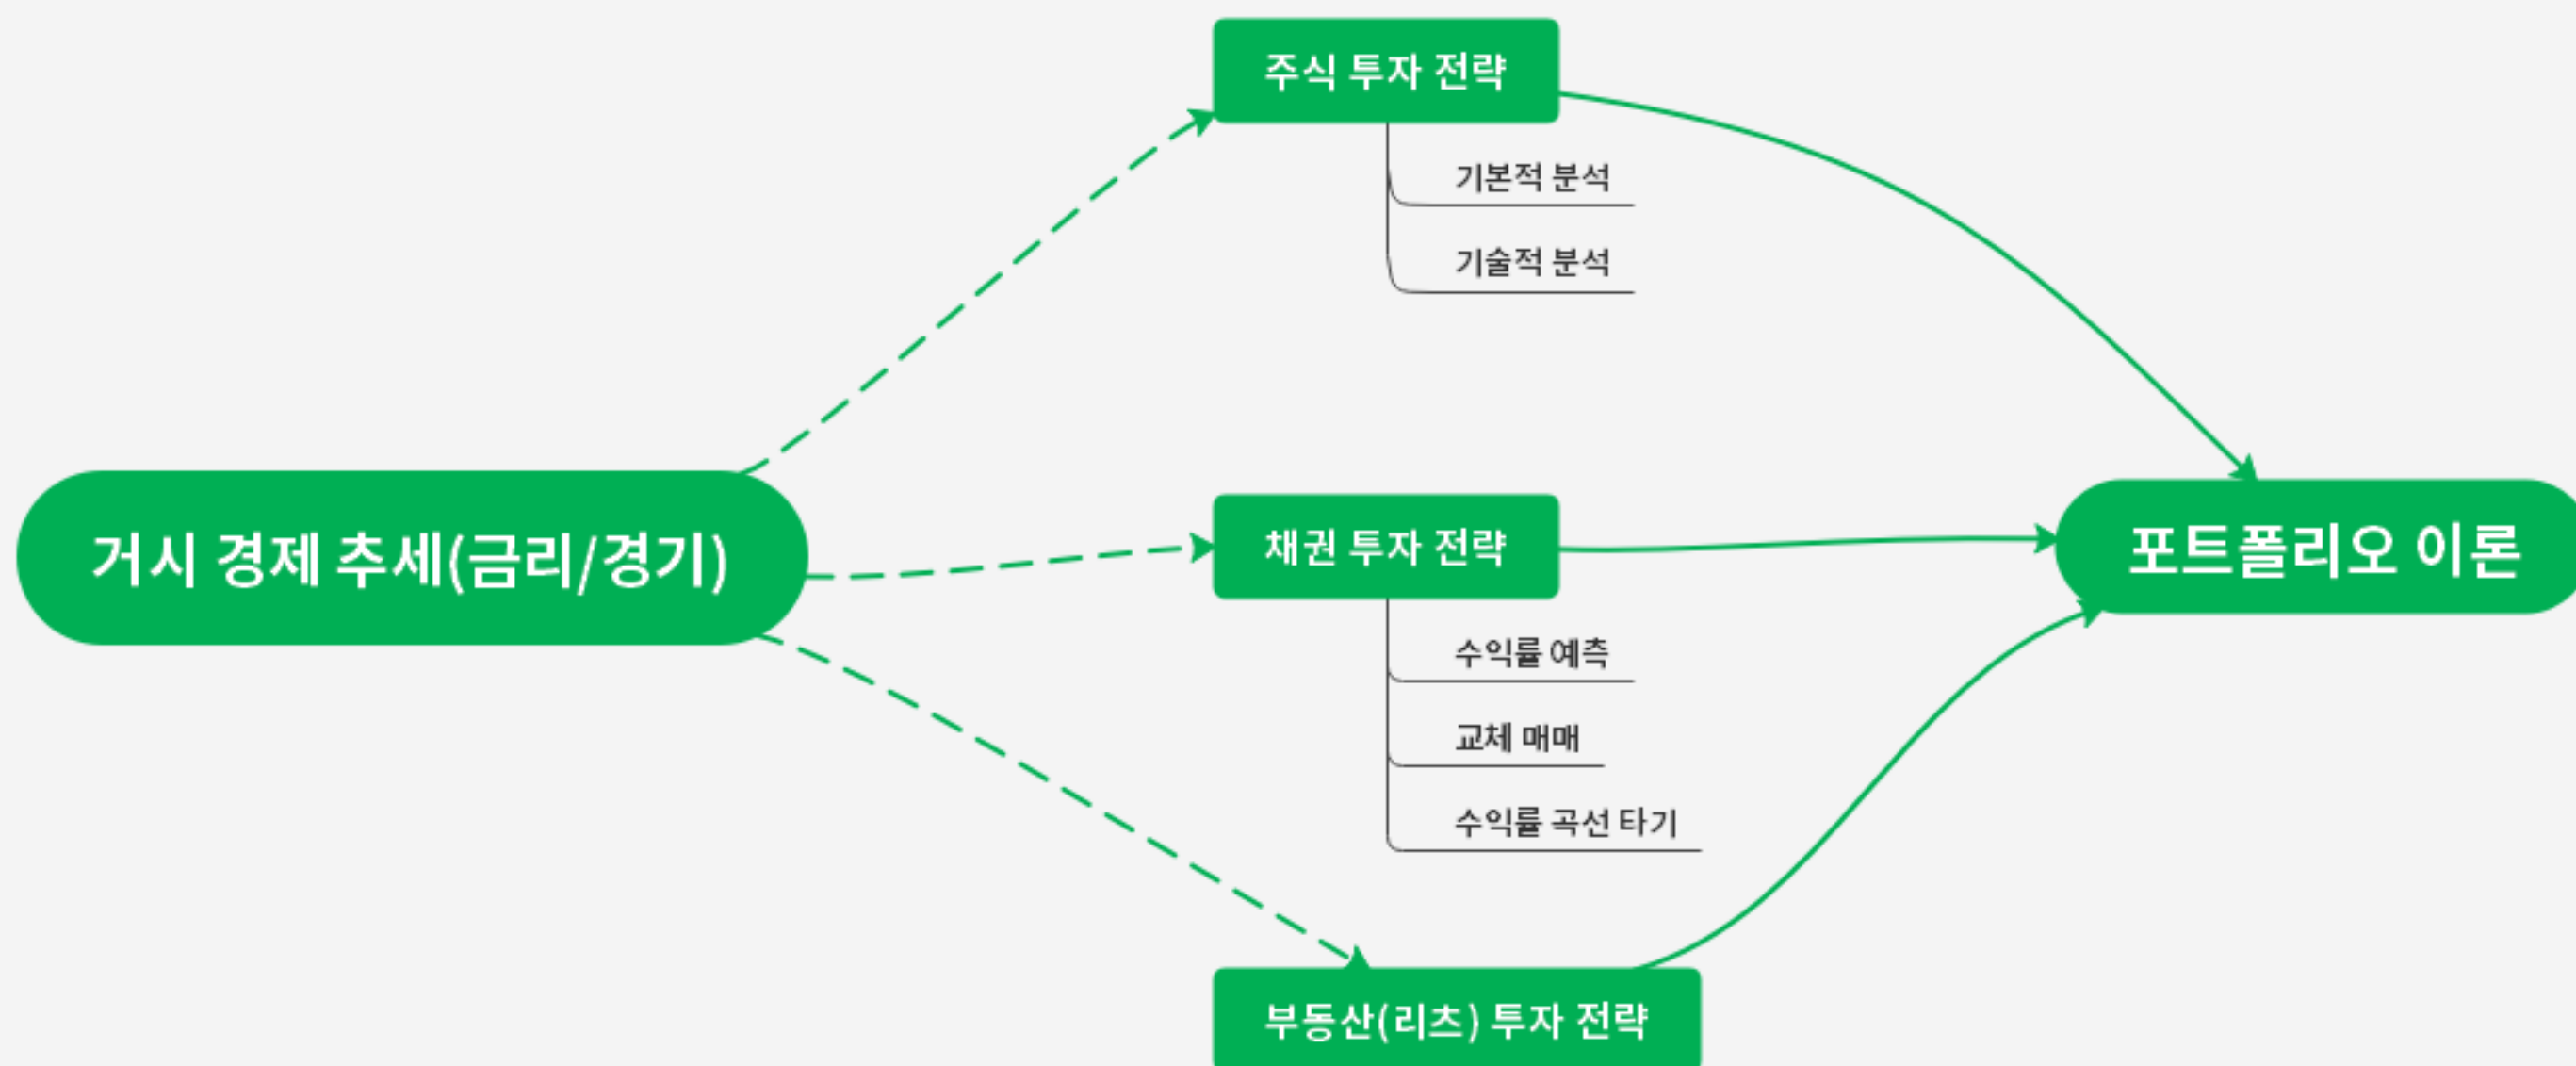 주식 투자 전략
기본적 분석
기술적 분석
거시 경제 추세(금리/경기)
채권 투자 전략
포트폴리오 이론
수익률 예측
교체 매매
수익률 곡선 타기
부동산(리츠) 투자 전략